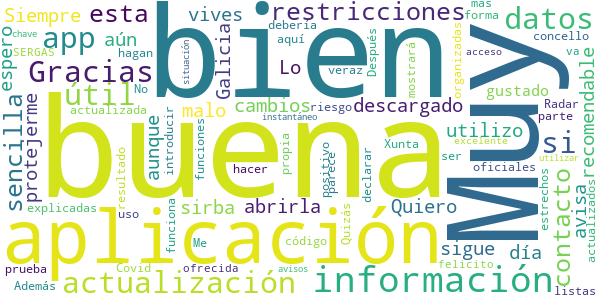 Siempre esta vives restricciones
app aún
datos
bien
Muy
debería
aquí
mas
forma
hagan
SERGAS
chave
situación
Galicia
Después
mostrará
organizadas
concello
va
acceso
espero
Gracias
No
Lo
veraz
útil
malo
cambios
riesgo
descargado
gustado
Radar
parte
recomendable
actualizada
instantáneo
sencilla
protejerme
buena
aunque
introducir
funciones
propia
positivo
parece
declarar
Xunta
utilizo
si
ser
excelente
utilizar
oficiales
hacer
resultado
explicadas
uso
sirba
abrirla
Quiero
contacto
avisa
estrechos
actualizados
aplicación
funciona
Me
código
Quizás
sigue
día
felicito
prueba
Covid
ofrecida
avisos
Además
actualización
información
listas